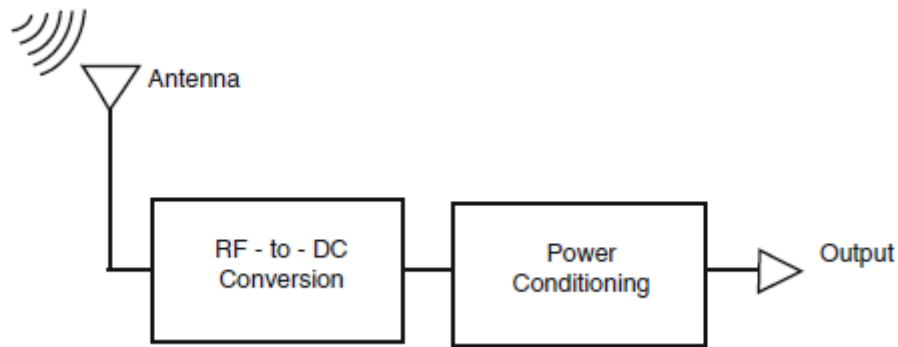 Antenna
RF - to - DC
Conversion
Power
Conditioning
Output